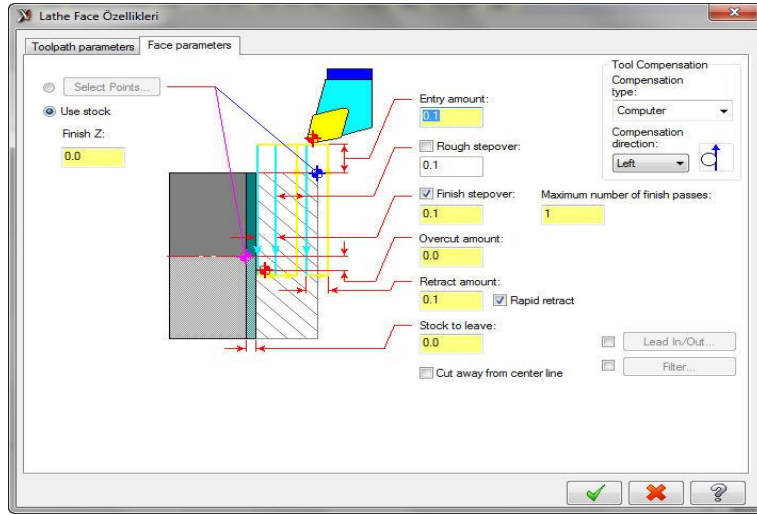 Lathe Face Özellikleri
Toolpath parameters
Face parameters
Select Points...
Use stock
Finish Z:
0.0
Entry amount:
0.1
Rough stepover:
0.1
Finish stepover:
0.1
Maximum number of finish passes:
1
Overcut amount:
0.0
Retract amount:
0.1
Rapid retract
Stock to leave:
0.0
Cut away from center line
Tool Compensation
Compensation
type:
Computer
Compensation
direction:
Left
Lead In/Out...
Filter...